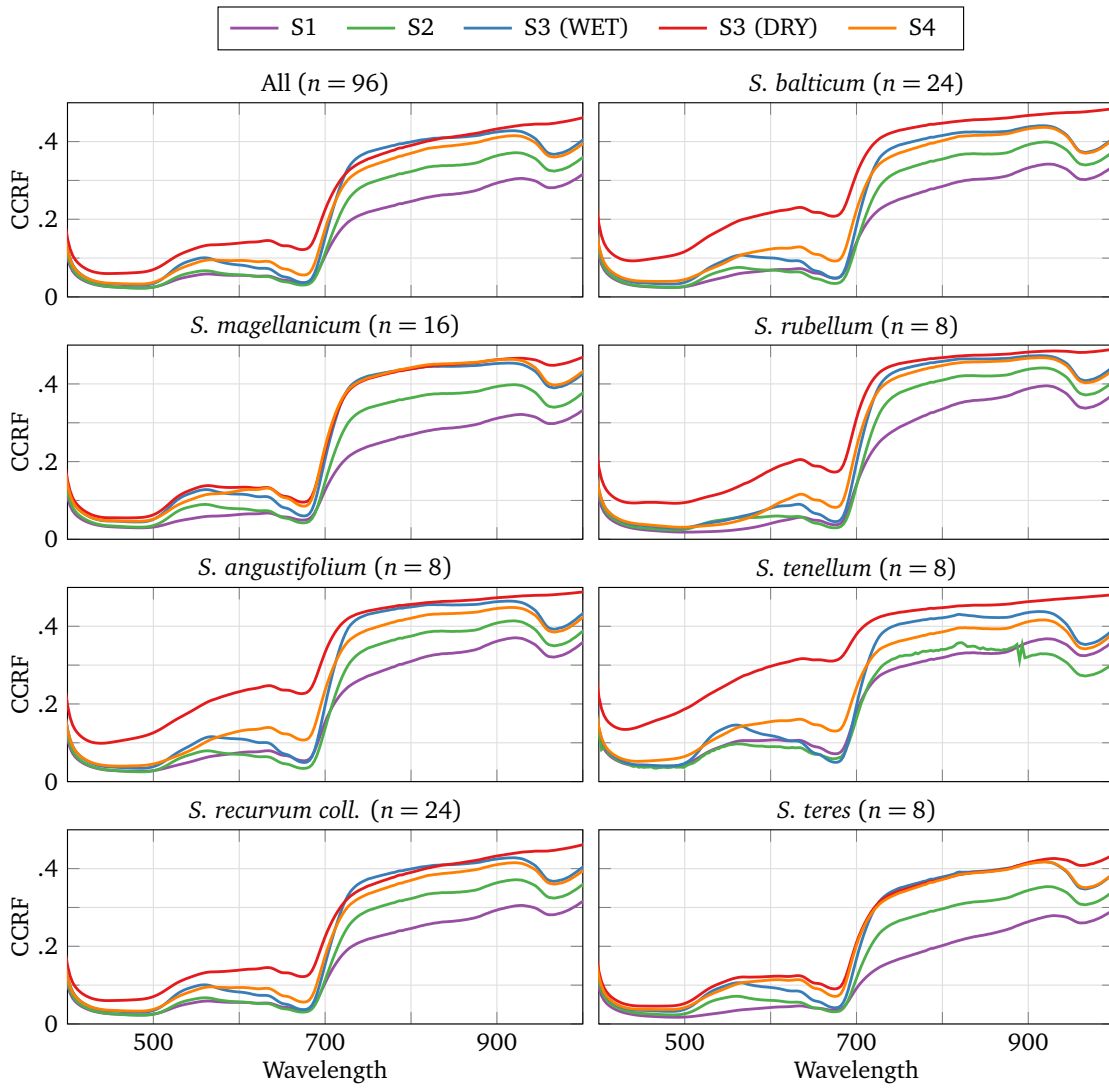 S1 S2 S3 (WET) S3 (DRY) S4
All (n = 96) S. balticum (n = 24)
.4
.2
0
CCRF
S. magellanicum (n = 16) S. rubellum (n = 8)
.4
.2
0
CCRF
S. angustifolium (n = 8) S. tenellum (n = 8)
.4
.2
0
CCRF
S. recurvum coll. (n = 24) S. teres (n = 8)
.4
.2
0
CCRF
500 700 900 500 700 900
Wavelength Wavelength